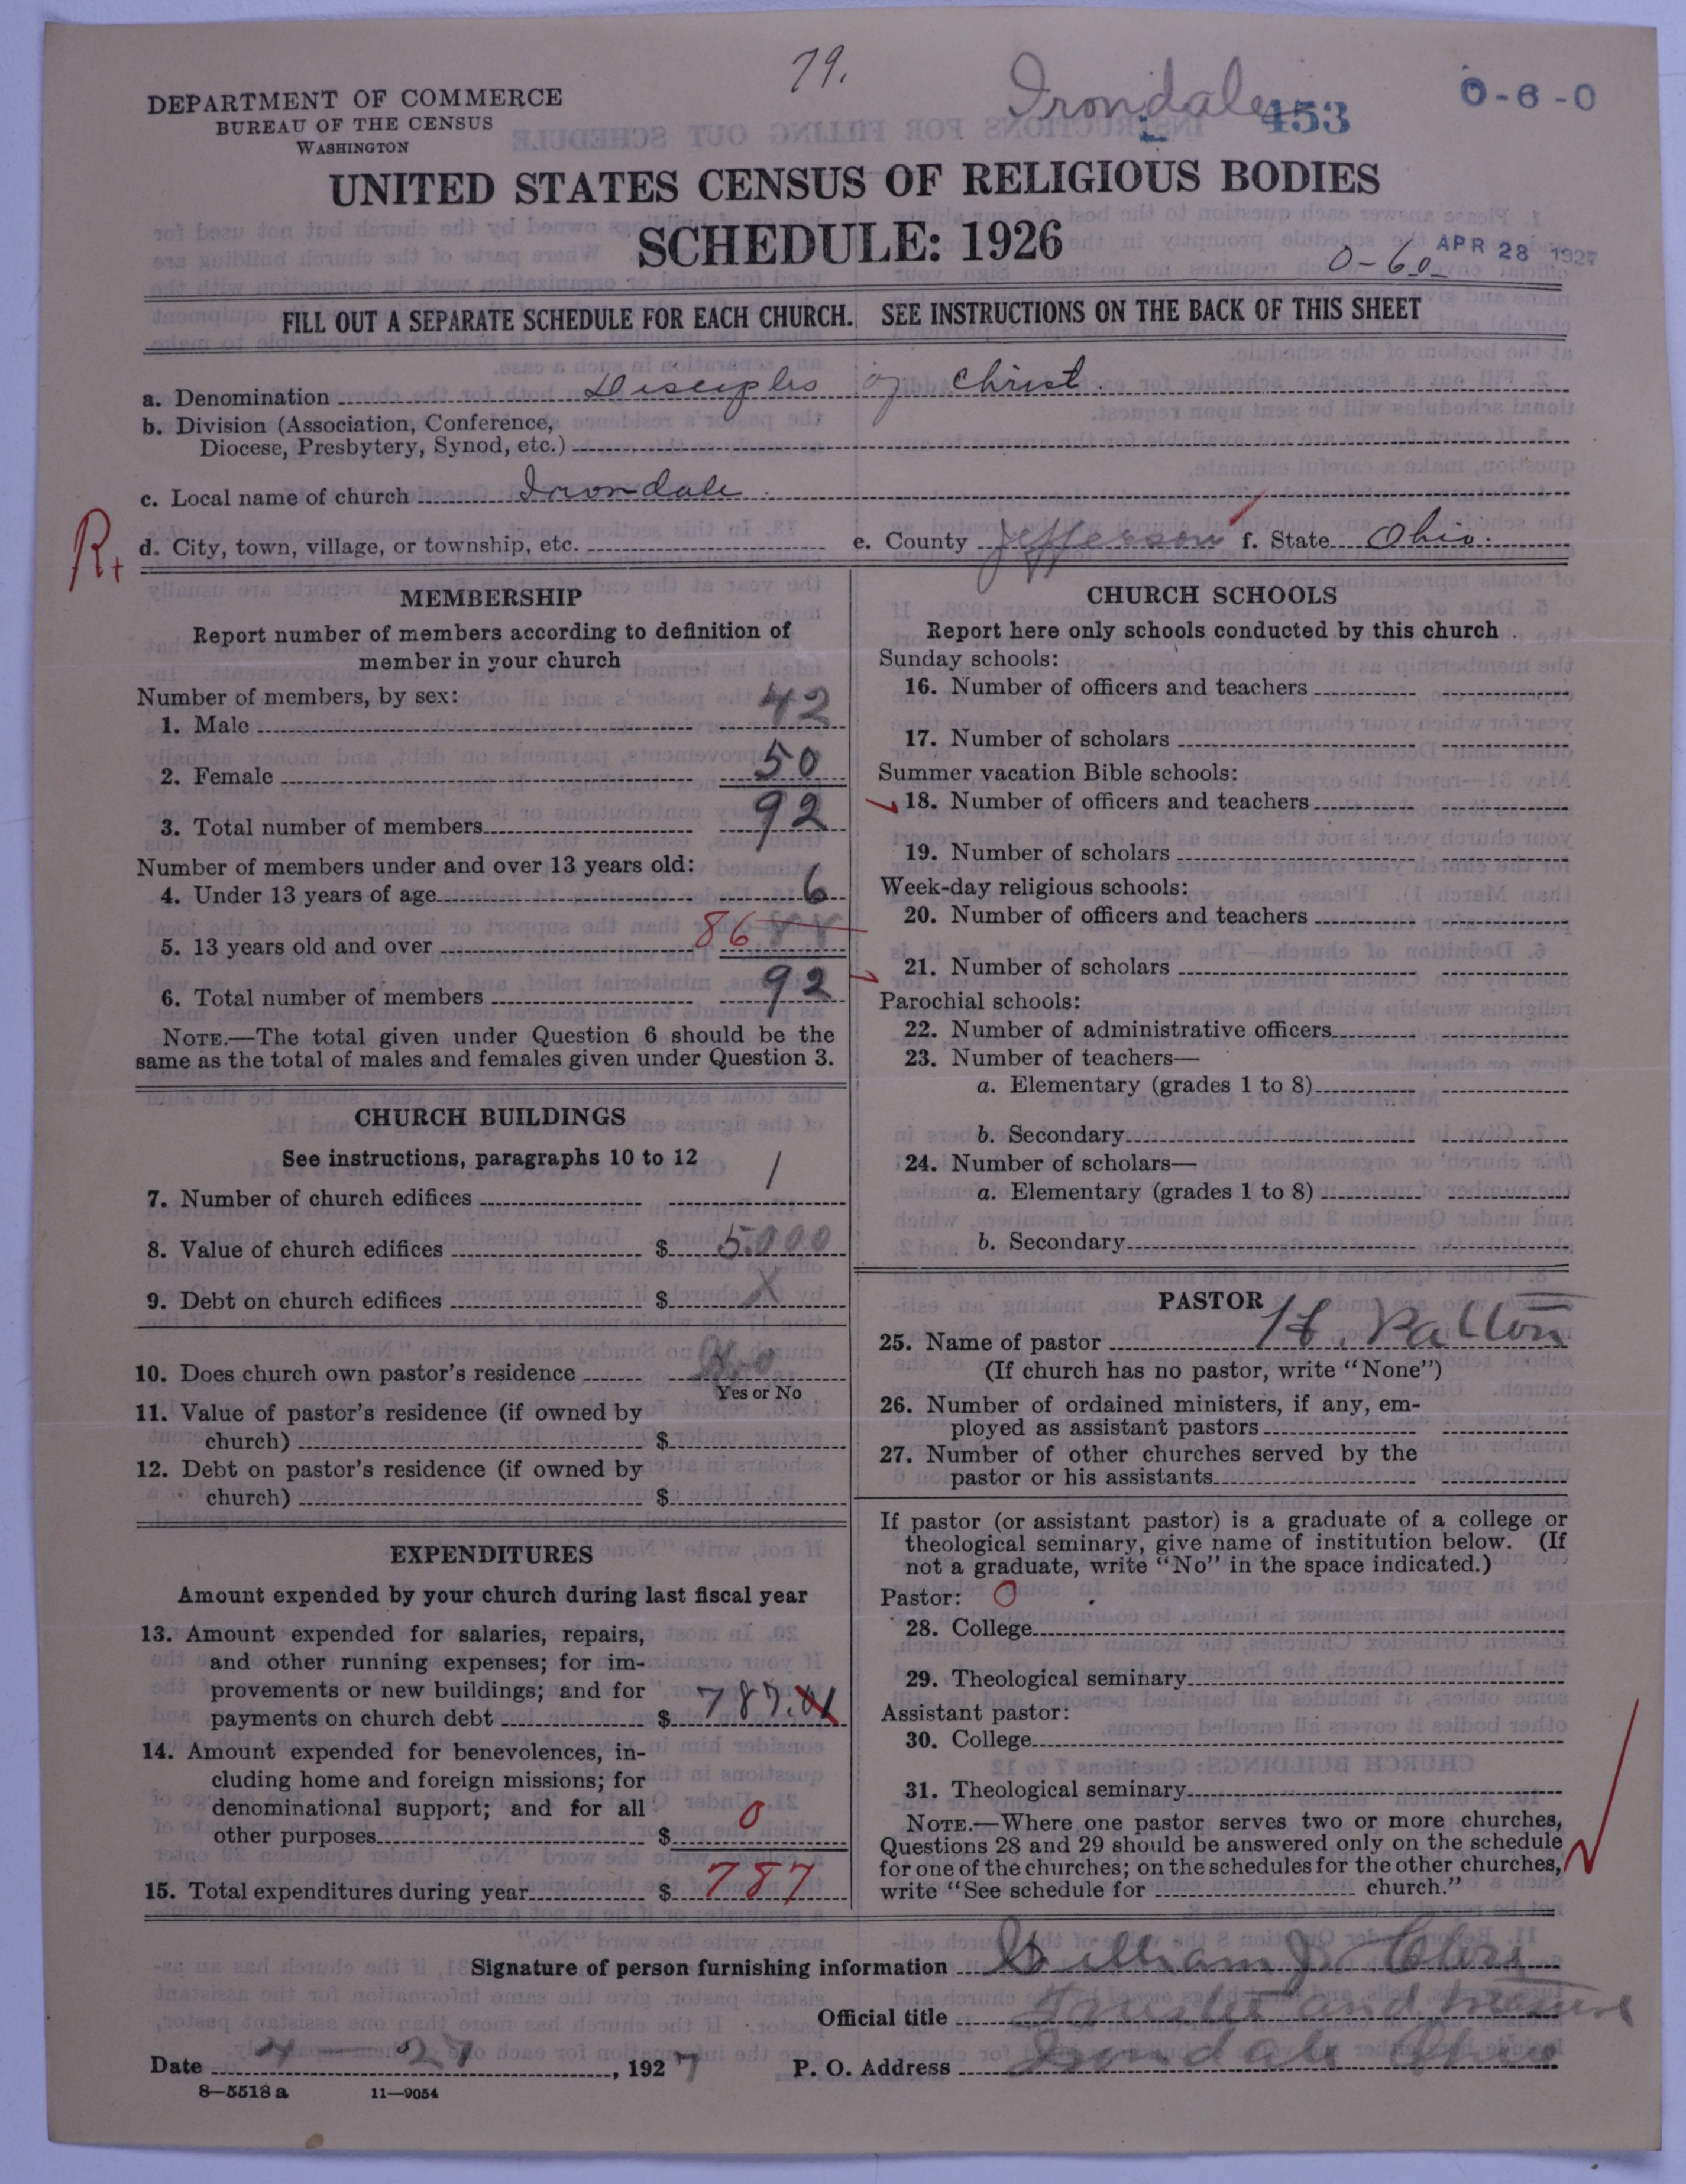 79.
Irondale
453
0-6-0
DEPARTMENT OF COMMERCE
BUREAU OF THE CENSUS
WASHINGTON
UNITED STATES CENSUS OF RELIGIOUS BODIES
SCHEDULE: 1926
APR 28 1927
0-60
FILL OUT A SEPARATE SCHEDULE FOR EACH CHURCH. SEE INSTRUCTIONS ON THE BACK OF THIS SHEET
a. Denomination Disciples of Christ.
b. Division (Association, Conference,
Diocese, Presbytery, Synod, etc.)
c. Local name of church Irondale.
d. City, town, village, or township, etc. e. County Jefferson f. State Ohio.
MEMBERSHIP
Report number of members according to definition of
member in your church
Number of members, by sex:
1. Male 42
2. Female 50
3. Total number of members 92
Number of members under and over 13 years old:
4. Under 13 years of age 6
5. 13 years old and over 86
6. Total number of members 92
NOTE.—The total given under Question 6 should be the
same as the total of males and females given under Question 3.
CHURCH BUILDINGS
See instructions, paragraphs 10 to 12
7. Number of church edifices 1
8. Value of church edifices $ 5000
9. Debt on church edifices $ X
10. Does church own pastor's residence No
Yes or No
11. Value of pastor's residence (if owned by
church) $
12. Debt on pastor's residence (if owned by
church) $
EXPENDITURES
Amount expended by your church during last fiscal year
13. Amount expended for salaries, repairs,
and other running expenses; for im-
provements or new buildings; and for
payments on church debt $ 787.01
14. Amount expended for benevolences, in-
cluding home and foreign missions; for
denominational support; and for all
other purposes $ 0
15. Total expenditures during year $ 787
CHURCH SCHOOLS
Report here only schools conducted by this church
Sunday schools:
16. Number of officers and teachers
17. Number of scholars
Summer vacation Bible schools:
18. Number of officers and teachers
19. Number of scholars
Week-day religious schools:
20. Number of officers and teachers
21. Number of scholars
Parochial schools:
22. Number of administrative officers
23. Number of teachers—
a. Elementary (grades 1 to 8)
b. Secondary
24. Number of scholars—
a. Elementary (grades 1 to 8)
b. Secondary
PASTOR
25. Name of pastor H. Patton
(If church has no pastor, write "None")
26. Number of ordained ministers, if any, em-
ployed as assistant pastors
27. Number of other churches served by the
pastor or his assistants
If pastor (or assistant pastor) is a graduate of a college or
theological seminary, give name of institution below. (If
not a graduate, write "No" in the space indicated.)
Pastor: O
28. College
29. Theological seminary
Assistant pastor:
30. College
31. Theological seminary
NOTE.—Where one pastor serves two or more churches,
Questions 28 and 29 should be answered only on the schedule
for one of the churches; on the schedules for the other churches,
write "See schedule for church."
Signature of person furnishing information William J.
Official title Trustee and
Date 4-27, 1927 P. O. Address Irondale Ohio
8—5518 a 11—9054